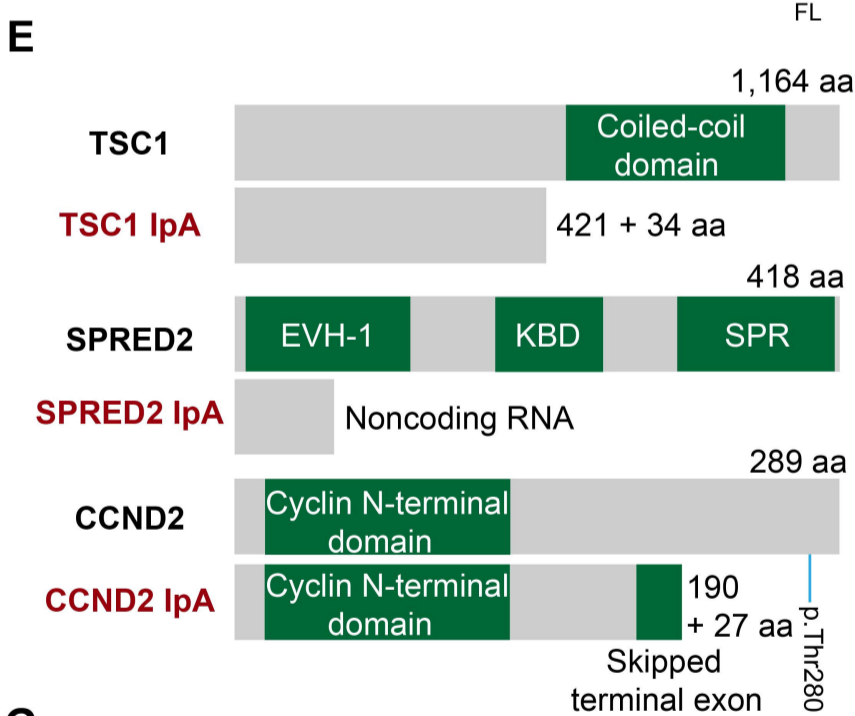 FL
E
1,164 aa
TSC1
Coiled-coil
domain
TSC1 IpA
421 + 34 aa
418 aa
SPRED2
EVH-1
KBD
SPR
SPRED2 IpA
Noncoding RNA
289 aa
CCND2
Cyclin N-terminal
domain
CCND2 IpA
Cyclin N-terminal
domain
190
+ 27 aa
p.Thr280
Skipped
terminal exon